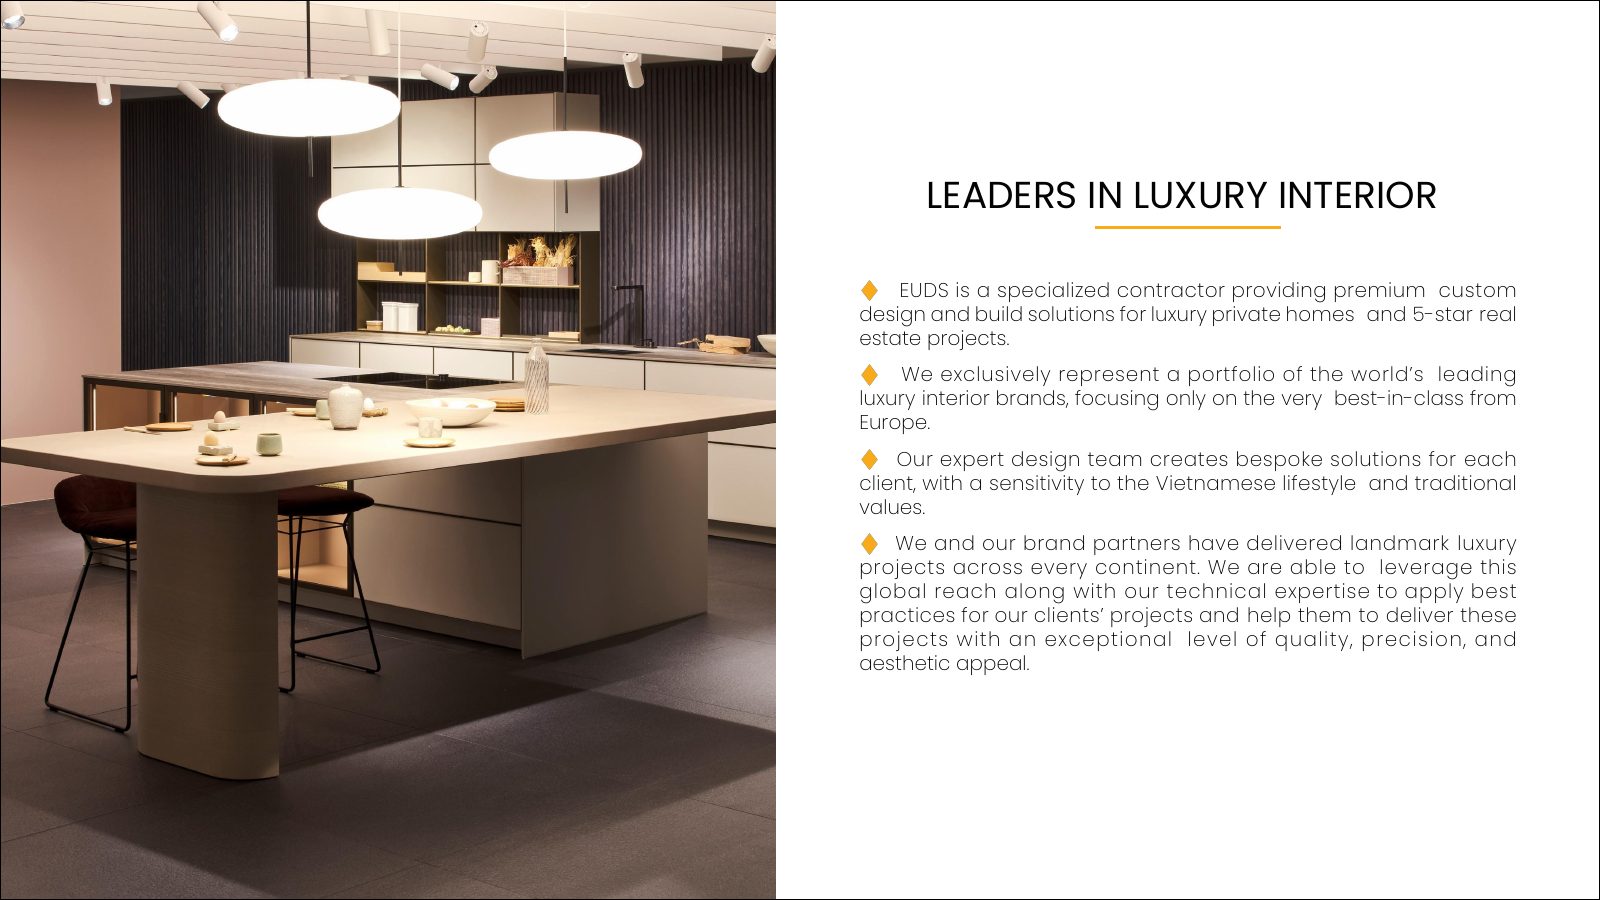 LEADERS IN LUXURY INTERIOR
EUDS is a specialized contractor providing premium custom
design and build solutions for luxury private homes and 5-star real
estate projects.
We exclusively represent a portfolio of the world’s leading
luxury interior brands, focusing only on the very best-in-class from
Europe.
Our expert design team creates bespoke solutions for each
client, with a sensitivity to the Vietnamese lifestyle and traditional
values.
We and our brand partners have delivered landmark luxury
projects across every continent. We are able to leverage this
global reach along with our technical expertise to apply best
practices for our clients’ projects and help them to deliver these
projects with an exceptional level of quality, precision, and
aesthetic appeal.